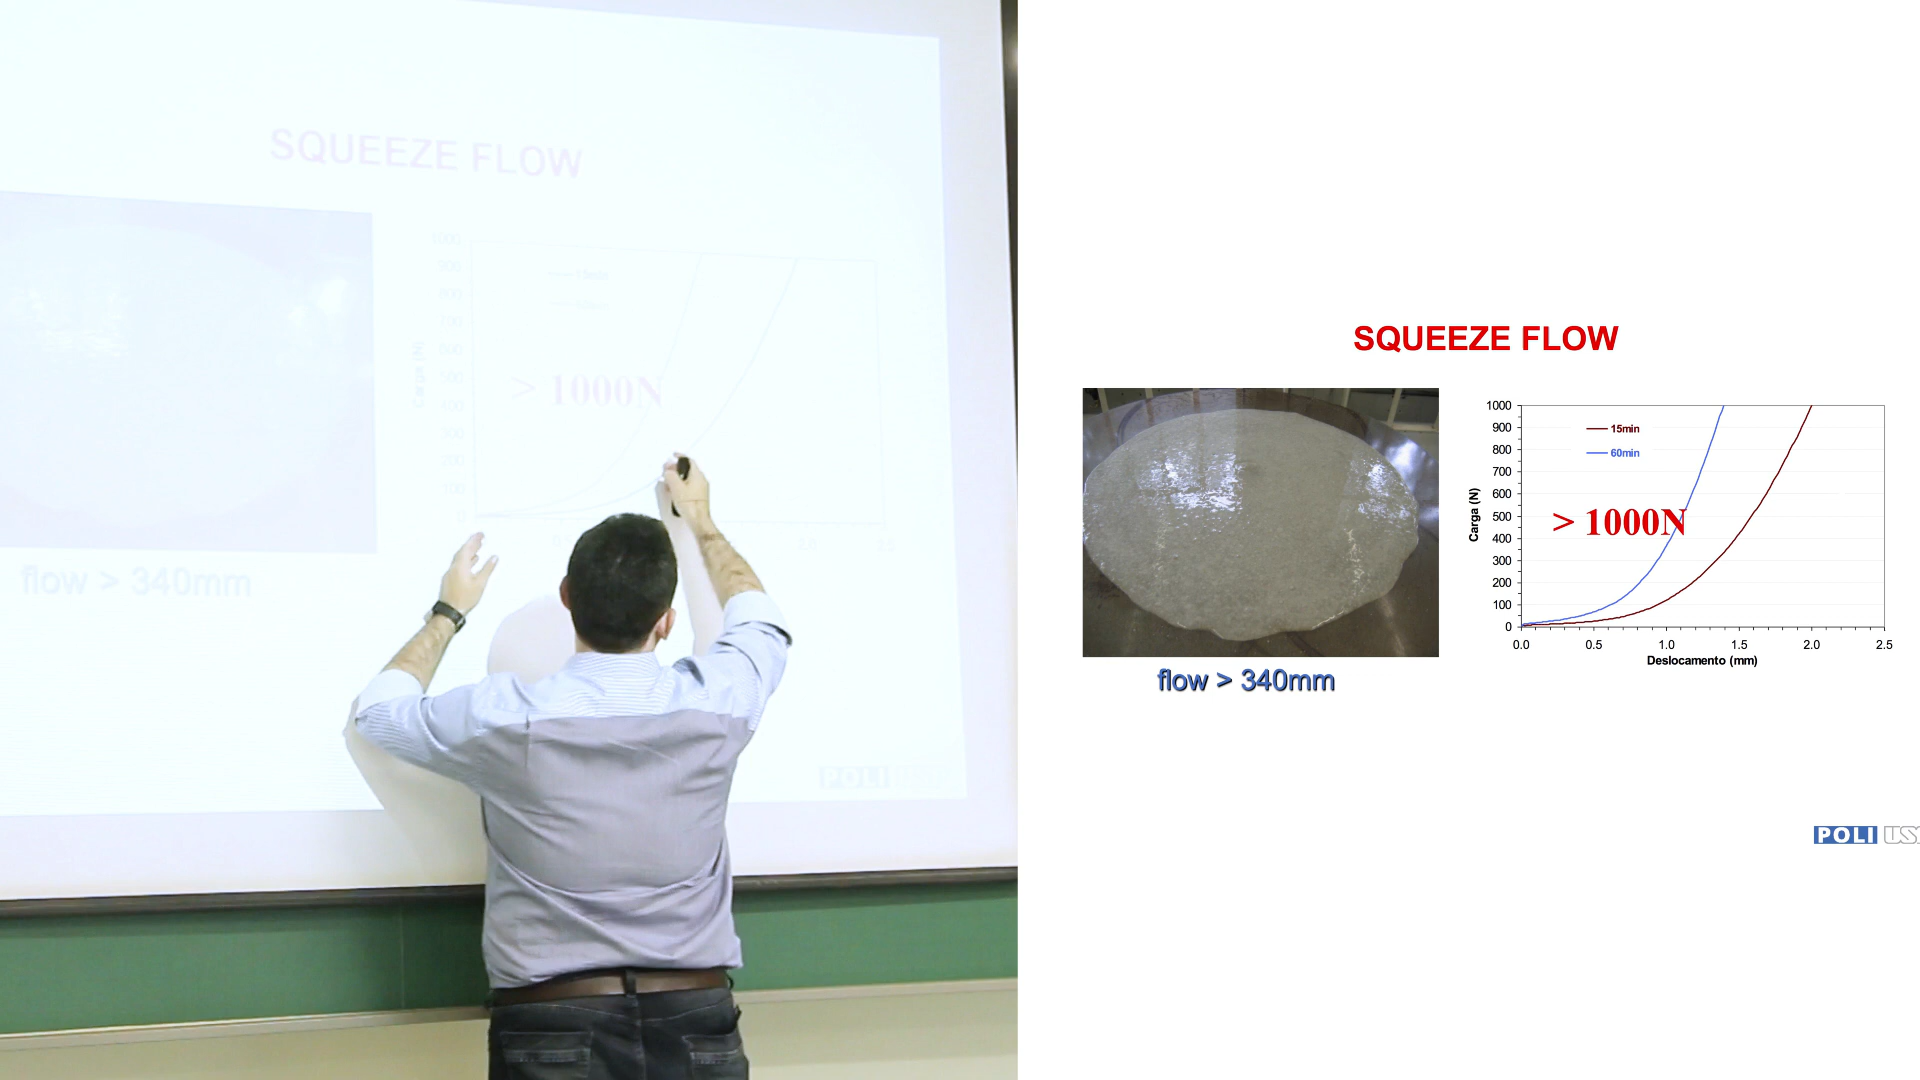 SQUEEZE FLOW
> 1000N
Carga (N)
flow > 340mm
POLI
SQUEEZE FLOW
1000
900
800
700
600
500
400
300
200
100
0
15min
60min
> 1000N
Carga (N)
0.0 0.5 1.0 1.5 2.0 2.5
Deslocamento (mm)
flow > 340mm
POLI